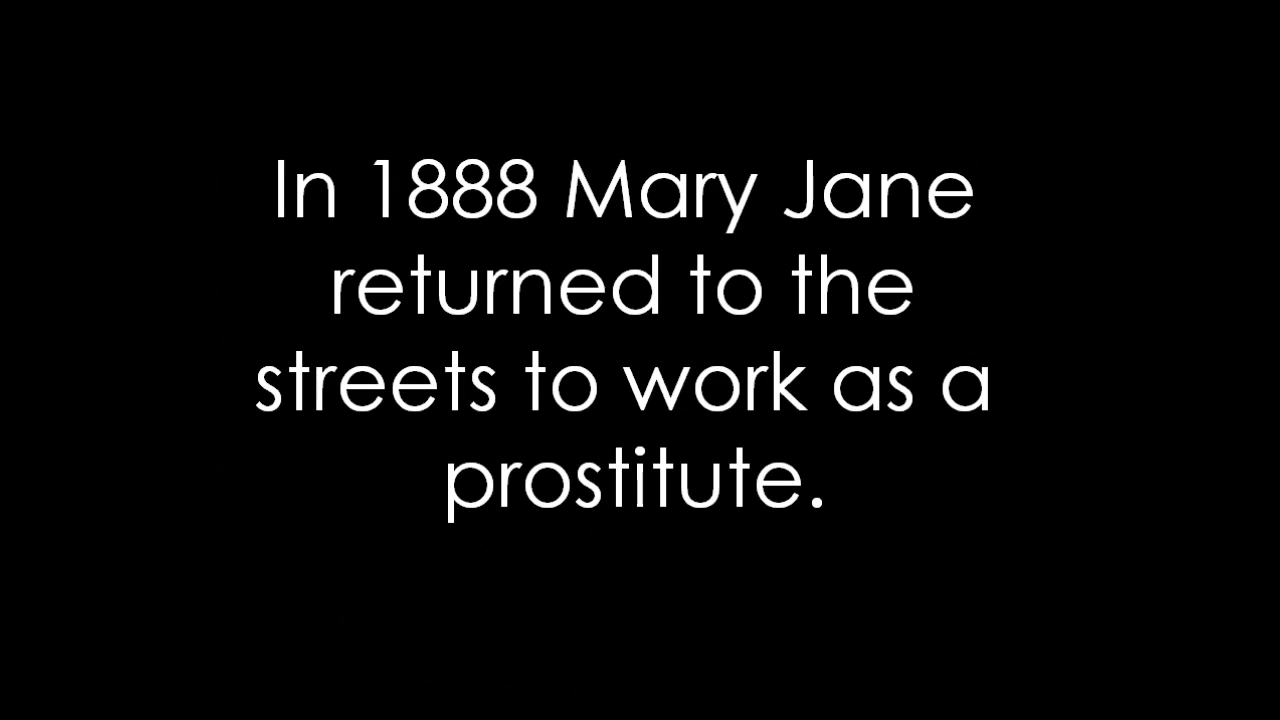 In 1888 Mary Jane
returned to the
streets to work as a
prostitute.